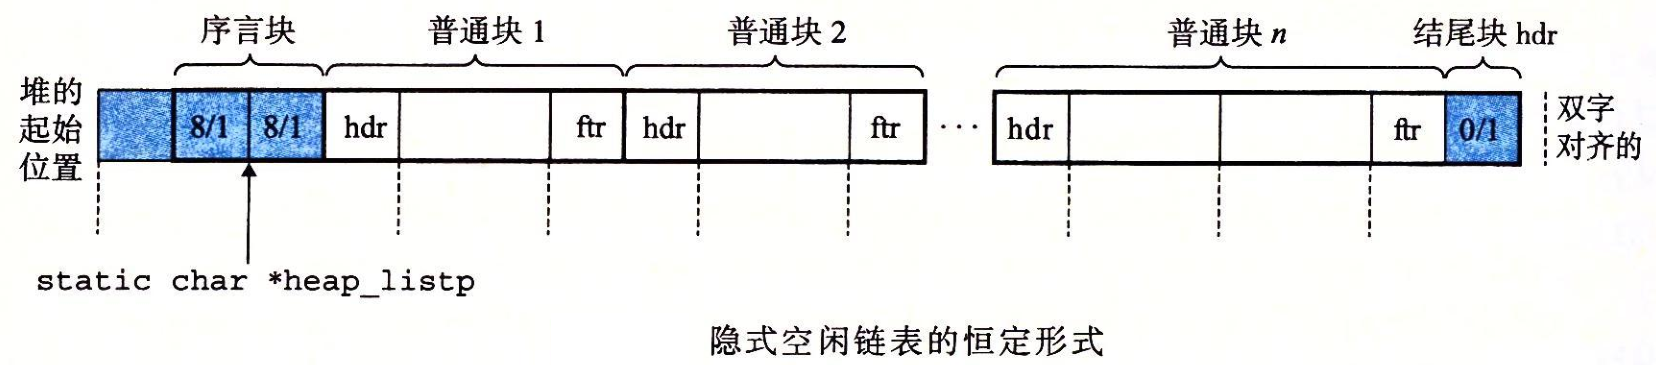 序言块 普通块 1 普通块 2 普通块 n 结尾块 hdr
堆的
起始
位置
8/1 8/1 hdr ftr hdr ftr ... hdr ftr 0/1
双字
对齐的
static char *heap_listp
隐式空闲链表的恒定形式